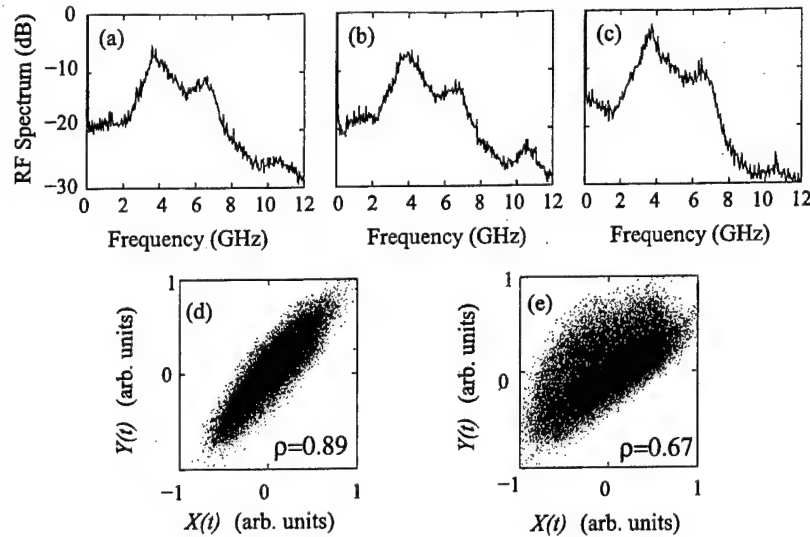 (a) (b) (c)
RF Spectrum (dB)
0
−10
−20
−30
0 2 4 6 8 10 12
0 2 4 6 8 10 12
0 2 4 6 8 10 12
Frequency (GHz) Frequency (GHz) Frequency (GHz)
(d) (e)
Y(t) (arb. units)
1
0
−1
ρ=0.89
−1 0 1
X(t) (arb. units)
Y(t) (arb. units)
1
0
−1
ρ=0.67
−1 0 1
X(t) (arb. units)